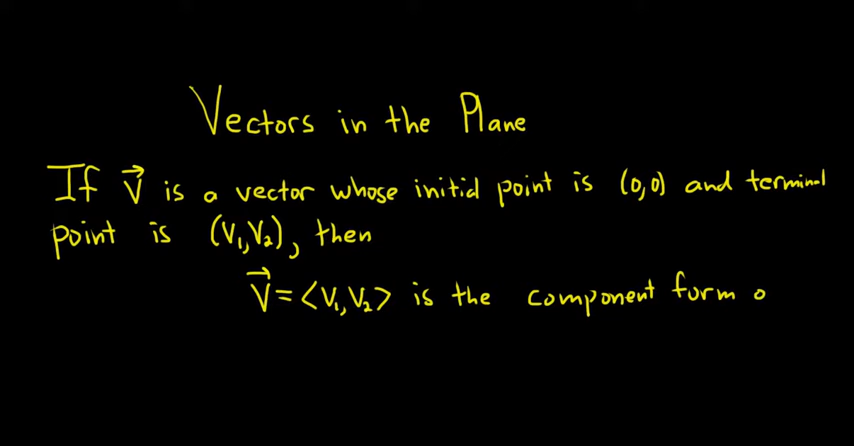 Vectors in the Plane
If v⃗ is a vector whose initial point is (0,0) and terminal
point is (v₁,v₂), then
v⃗ = <v₁,v₂> is the component form o